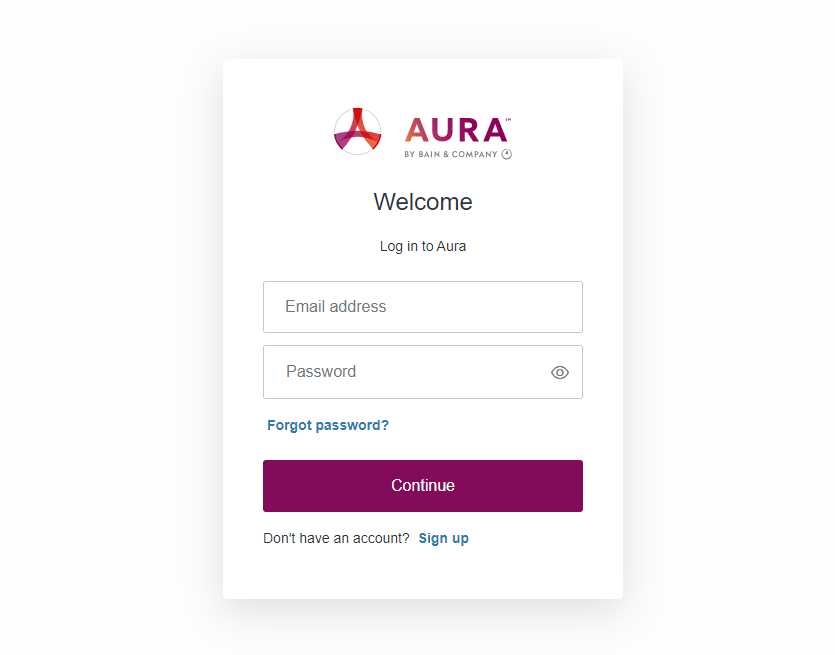 AURA™
BY BAIN & COMPANY
Welcome
Log in to Aura
Email address
Password
Forgot password?
Continue
Don't have an account? Sign up